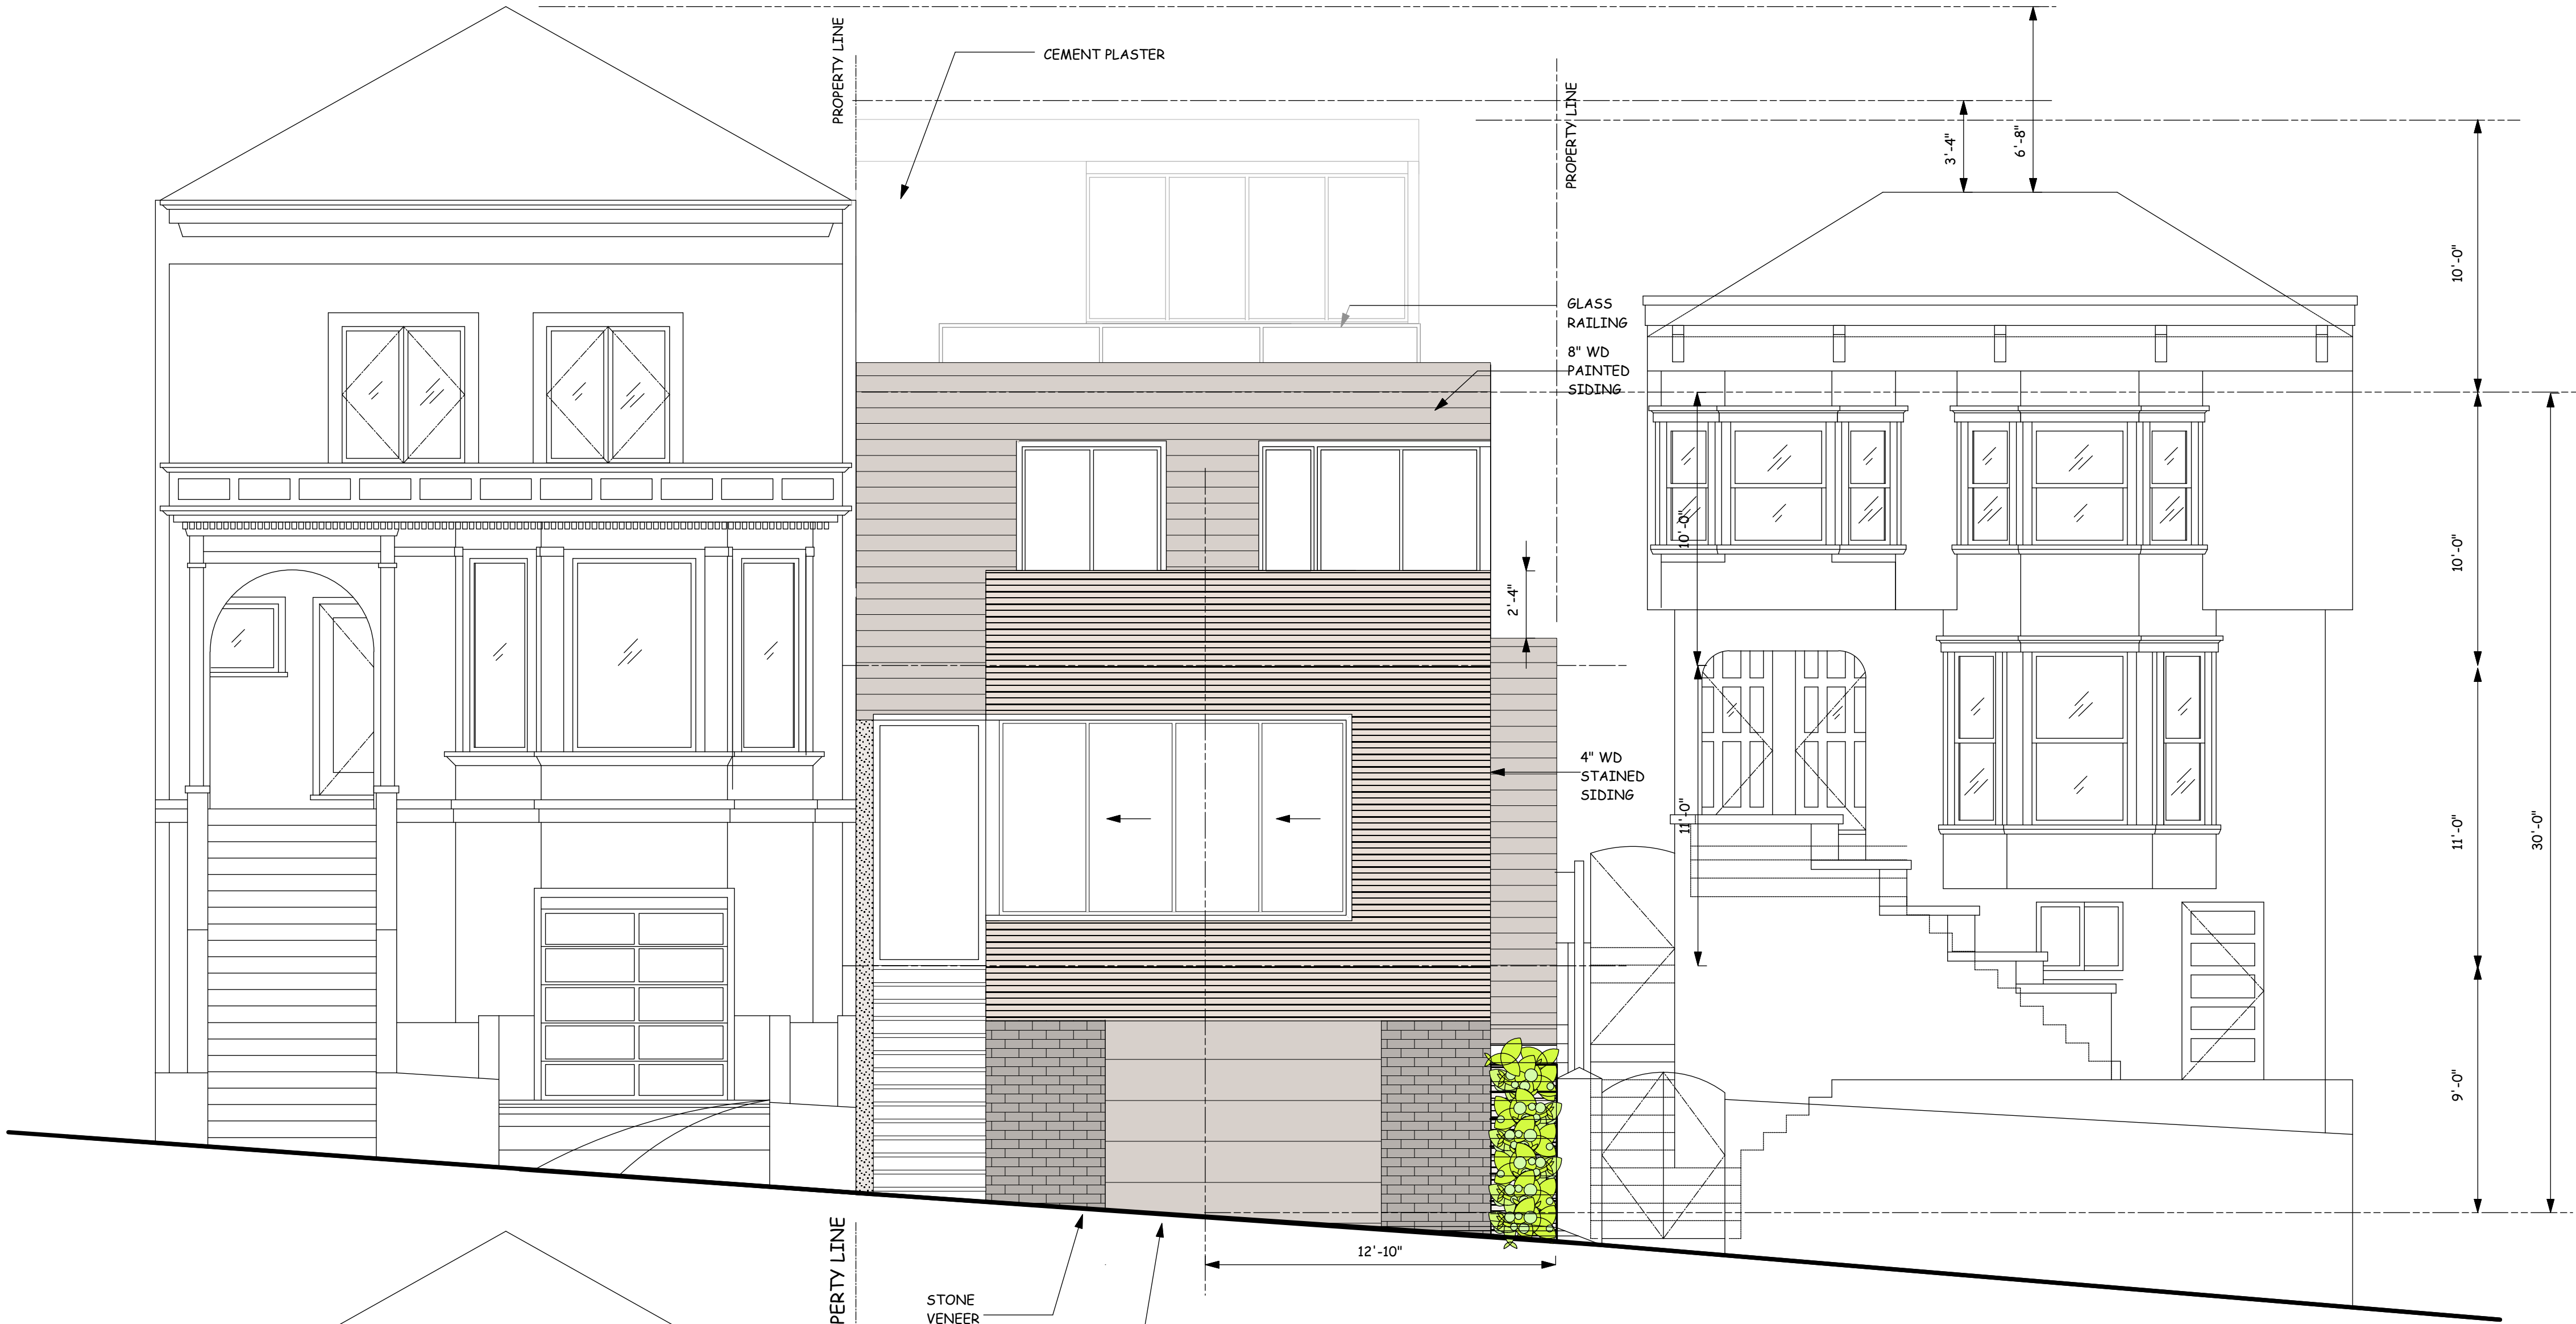 PROPERTY LINE
CEMENT PLASTER
PROPERTY LINE
3'-4"
6'-8"
10'-0"
GLASS
RAILING
8" WD
PAINTED
SIDING
10'-0"
10'-0"
2'-4"
4" WD
STAINED
SIDING
11'-0"
11'-0"
30'-0"
9'-0"
12'-10"
PERTY LINE
STONE
VENEER